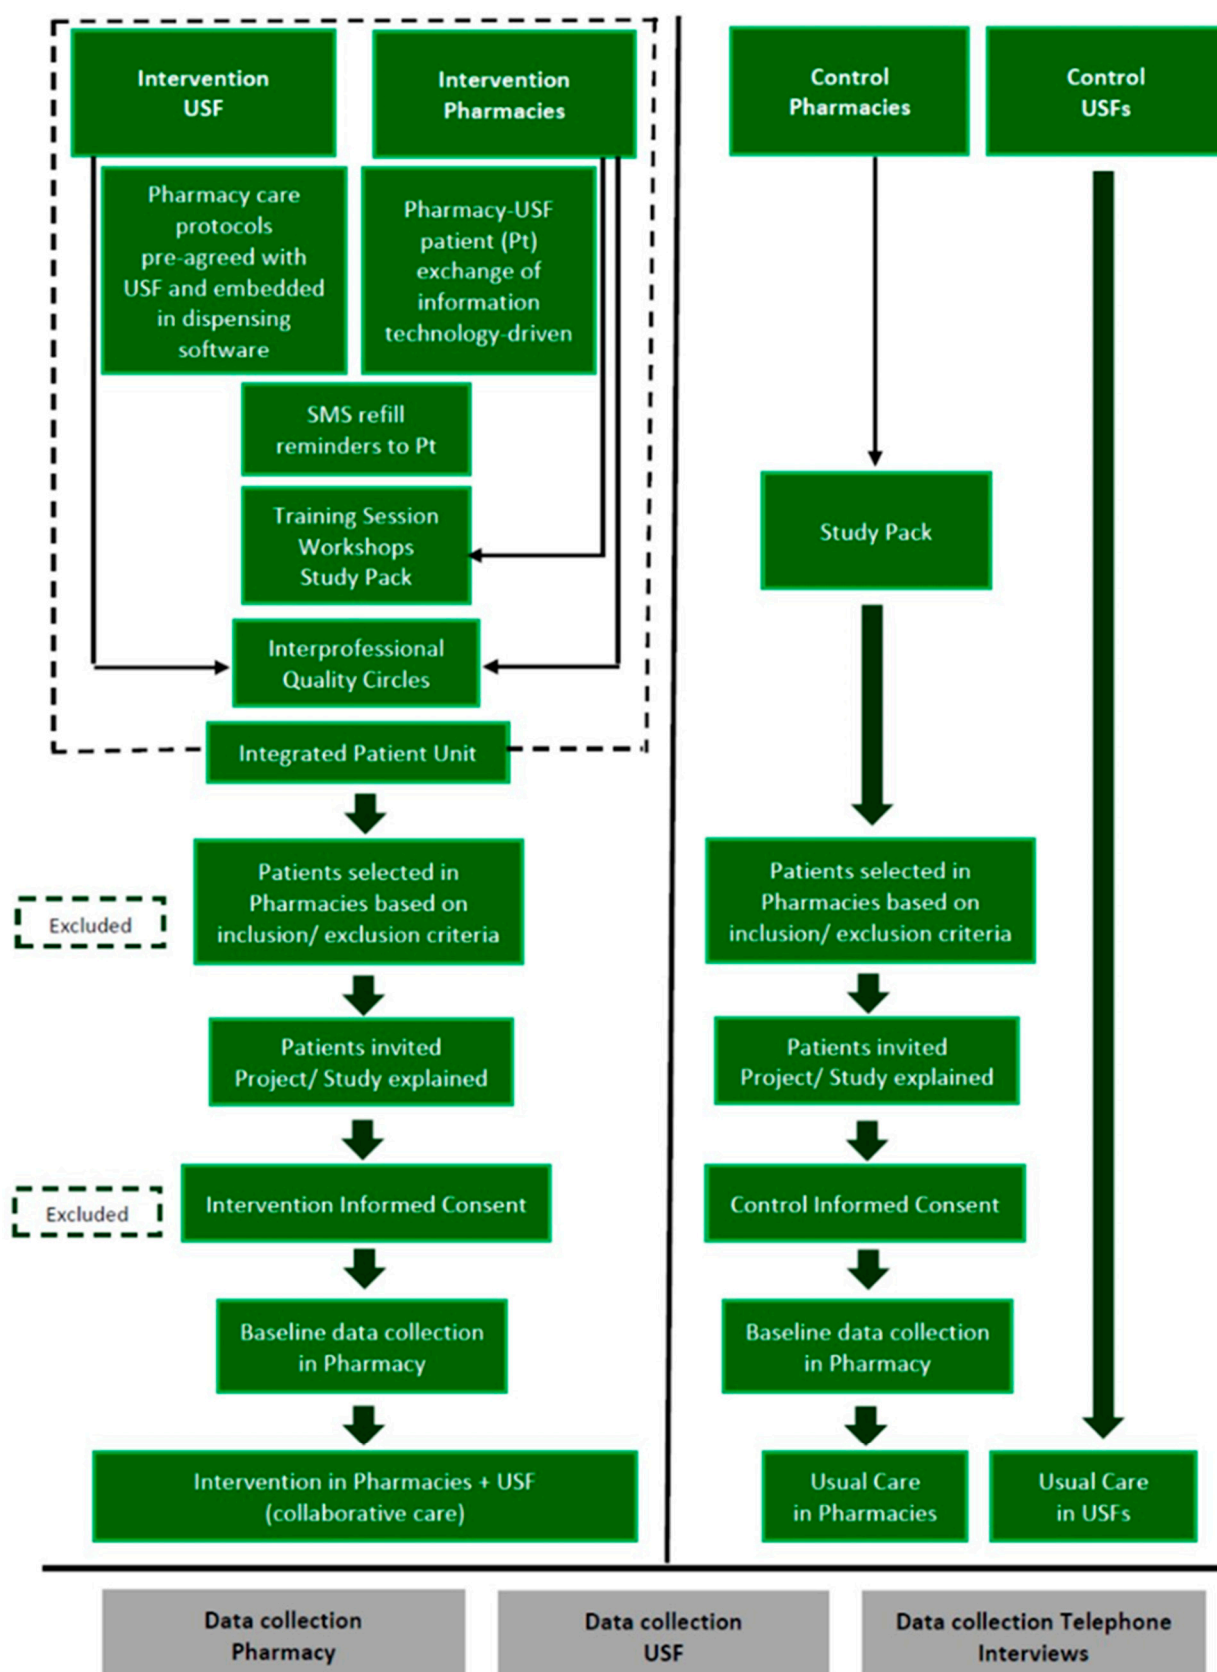 Intervention
USF
Intervention
Pharmacies
Pharmacy care
protocols
pre-agreed with
USF and embedded
in dispensing
software
Pharmacy-USF
patient (Pt)
exchange of
information
technology-driven
SMS refill
reminders to Pt
Training Session
Workshops
Study Pack
Interprofessional
Quality Circles
Integrated Patient Unit
Excluded
Patients selected in
Pharmacies based on
inclusion/ exclusion criteria
Patients invited
Project/ Study explained
Excluded
Intervention Informed Consent
Baseline data collection
in Pharmacy
Intervention in Pharmacies + USF
(collaborative care)
Control
Pharmacies
Control
USFs
Study Pack
Patients selected in
Pharmacies based on
inclusion/ exclusion criteria
Patients invited
Project/ Study explained
Control Informed Consent
Baseline data collection
in Pharmacy
Usual Care
in Pharmacies
Usual Care
in USFs
Data collection
Pharmacy
Data collection
USF
Data collection Telephone
Interviews